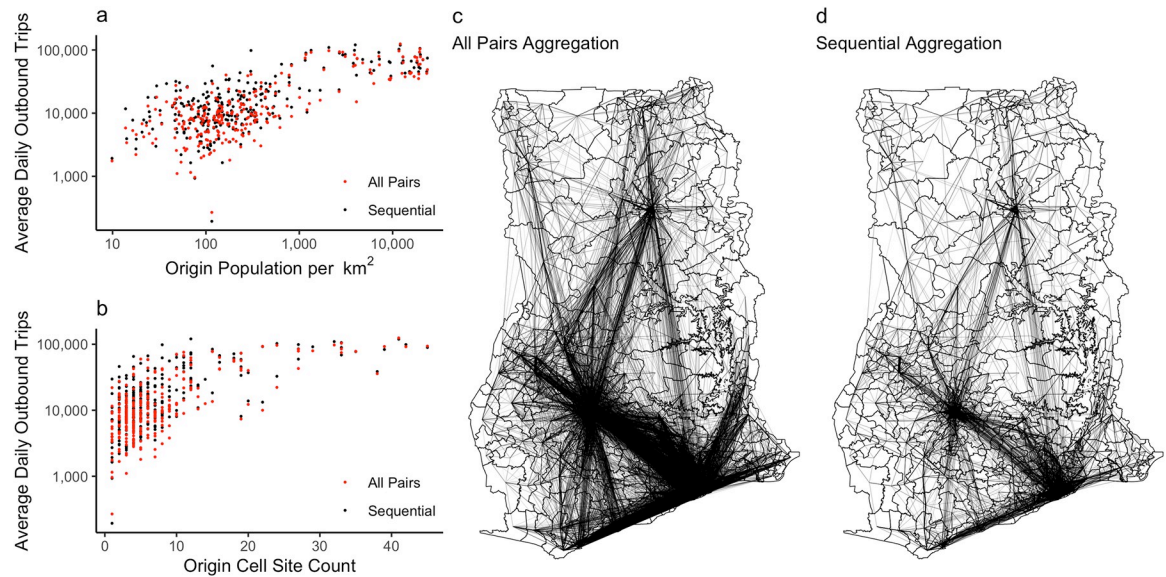 a
Average Daily Outbound Trips
100,000
10,000
1,000
All Pairs
Sequential
10
100
1,000
10,000
Origin Population per km2
b
Average Daily Outbound Trips
100,000
10,000
1,000
All Pairs
Sequential
0
10
20
30
40
Origin Cell Site Count
c
All Pairs Aggregation
d
Sequential Aggregation